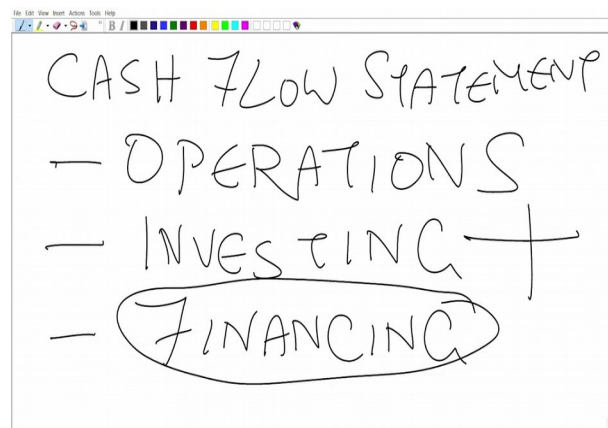 File Edit View Insert Actions Tools Help
B I
CASH FLOW STATEMENT
- OPERATIONS
- INVESTING +
- FINANCING